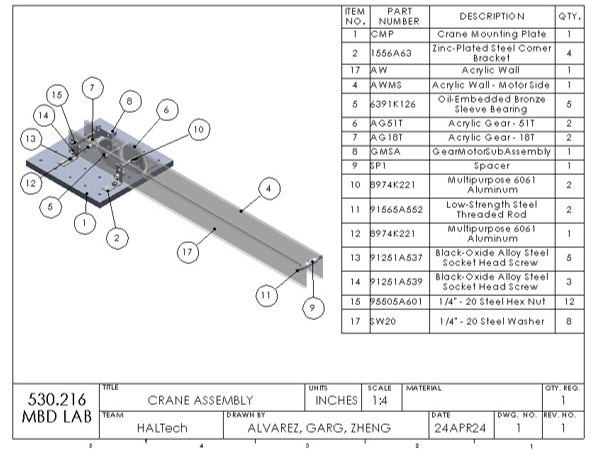 ITEM NO. PART NUMBER DESCRIPTION QTY.
1 CMP Crane Mounting Plate 1
2 1556A63 Zinc-Plated Steel Corner Bracket 4
17 AW Acrylic Wall 1
4 AWMS Acrylic Wall - Motor Side 1
5 6391K126 Oil-Embedded Bronze Sleeve Bearing 5
6 AG51T Acrylic Gear - 51T 2
7 AG18T Acrylic Gear - 18T 2
8 GMSA GearMotorSubAssembly 1
9 SP1 Spacer 1
10 8974K221 Multipurpose 6061 Aluminum 2
11 91565A552 Low-Strength Steel Threaded Rod 2
12 8974K221 Multipurpose 6061 Aluminum 1
13 91251A537 Black-Oxide Alloy Steel Socket Head Screw 5
14 91251A539 Black-Oxide Alloy Steel Socket Head Screw 3
15 95505A601 1/4" - 20 Steel Hex Nut 12
17 SW20 1/4" - 20 Steel Washer 8
7
15
8
14
6
10
13
12
4
5
1
2
17
11
9
530.216
MBD LAB
TITLE
CRANE ASSEMBLY
UNITS
INCHES
SCALE
1:4
MATERIAL
QTY. REQ.
1
TEAM
HALTech
DRAWN BY
ALVAREZ, GARG, ZHENG
DATE
24APR24
DWG. NO.
1
REV. NO.
1
5 4 3 2 1